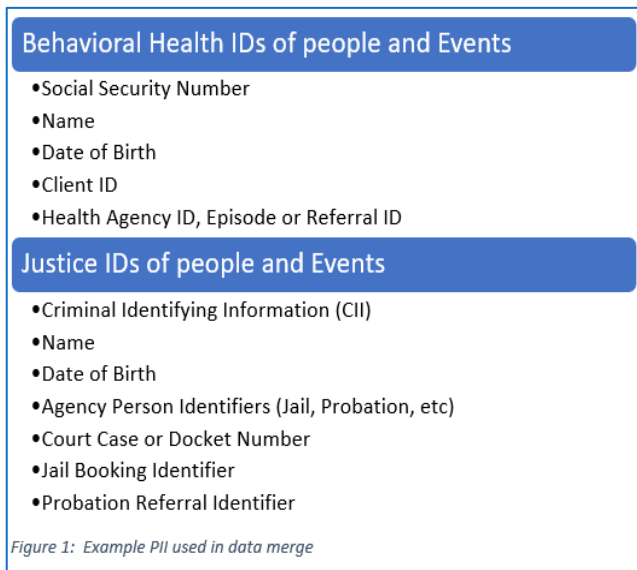 Behavioral Health IDs of people and Events
•Social Security Number
•Name
•Date of Birth
•Client ID
•Health Agency ID, Episode or Referral ID
Justice IDs of people and Events
•Criminal Identifying Information (CII)
•Name
•Date of Birth
•Agency Person Identifiers (Jail, Probation, etc)
•Court Case or Docket Number
•Jail Booking Identifier
•Probation Referral Identifier
Figure 1: Example PII used in data merge